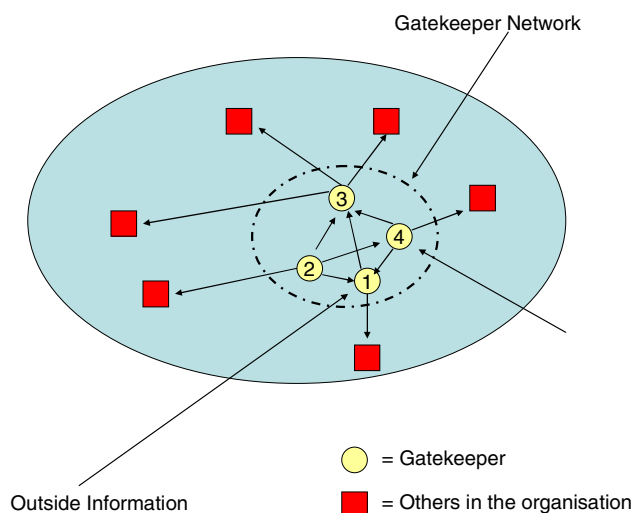 Gatekeeper Network
3
4
2
1
= Gatekeeper
Outside Information
= Others in the organisation